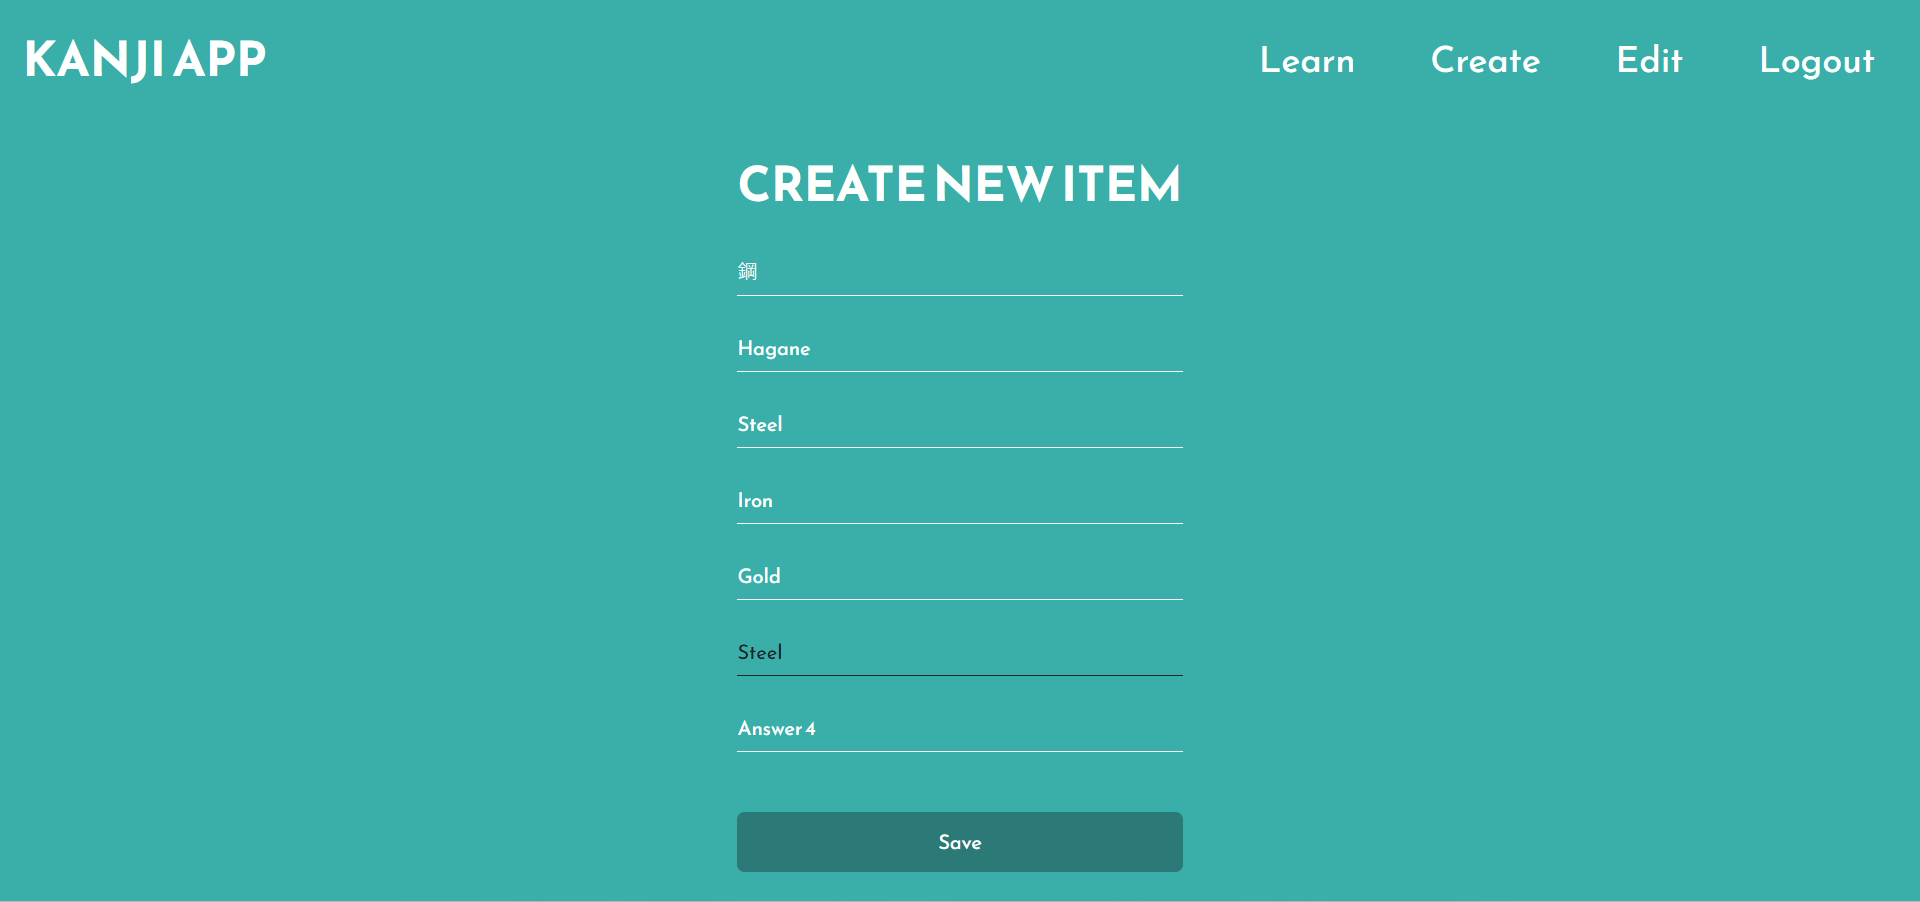 KANJI APP
Learn Create Edit Logout
CREATE NEW ITEM
鋼
Hagane
Steel
Iron
Gold
Steel
Answer 4
Save